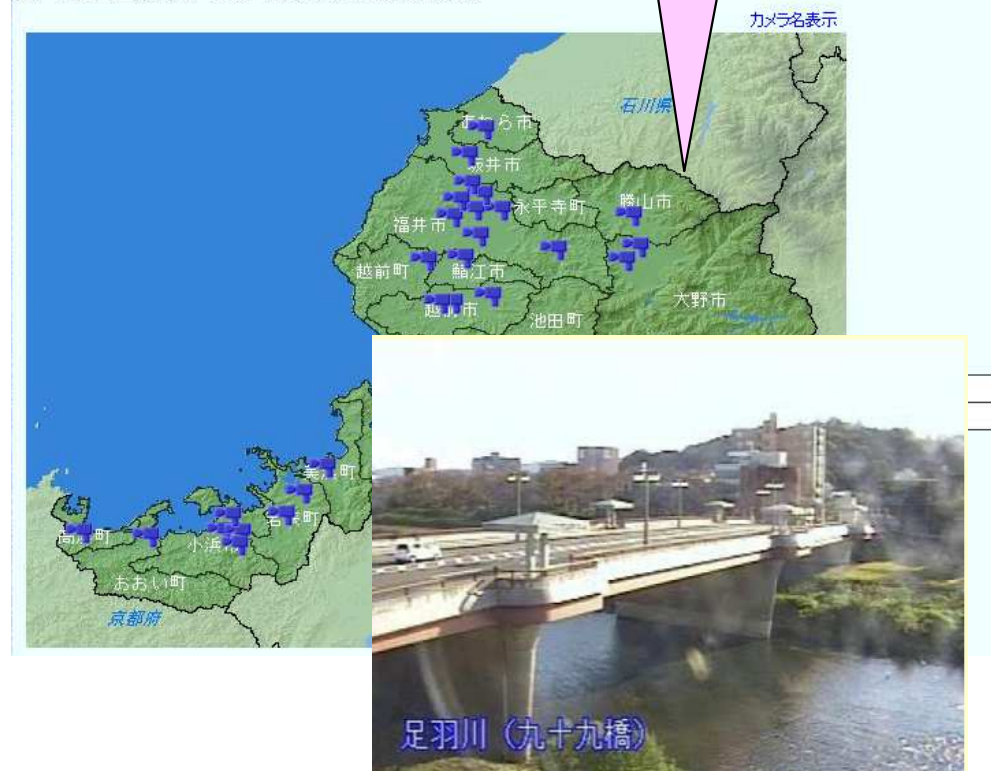 カメラ名表示
石川県
あわら市
坂井市
永平寺町
勝山市
福井市
越前町
鯖江市
大野市
越前市
池田町
美浜町
若狭町
高浜町
小浜市
おおい町
京都府
足羽川（九十九橋）